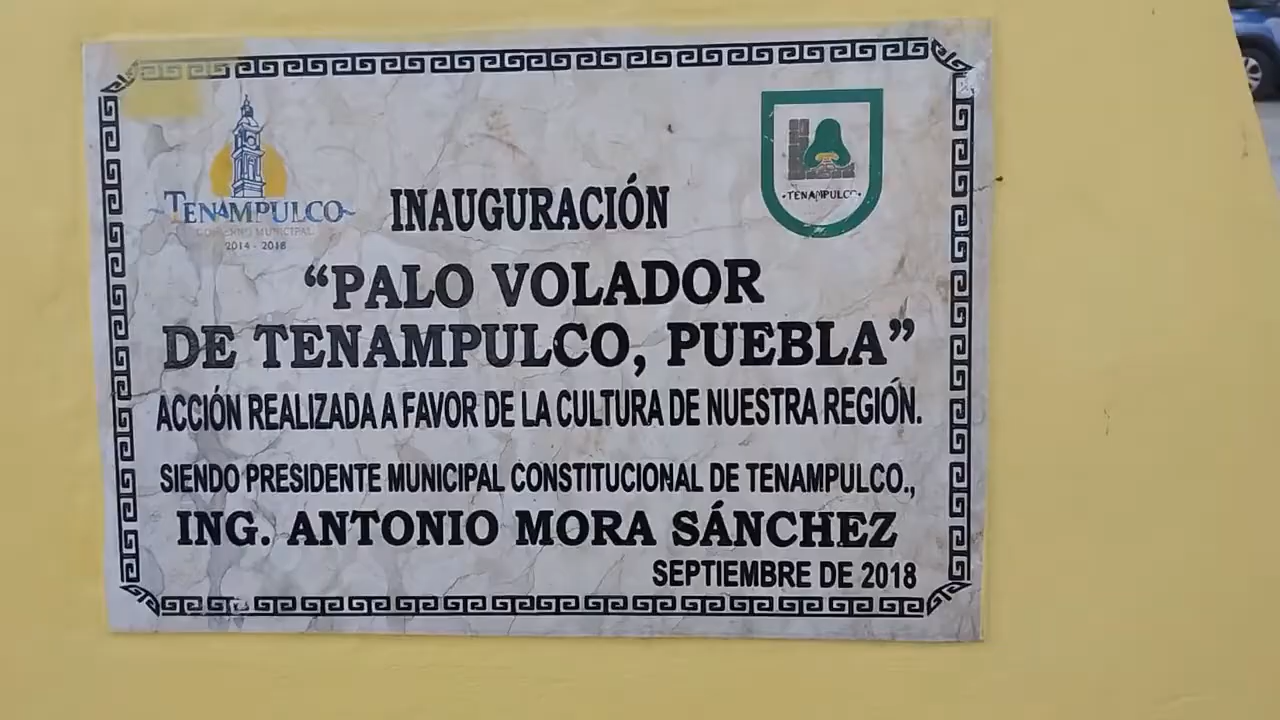 TENAMPULCO
GOBIERNO MUNICIPAL
2014 - 2018
TENAMPULCO
INAUGURACIÓN
“PALO VOLADOR
DE TENAMPULCO, PUEBLA”
ACCIÓN REALIZADA A FAVOR DE LA CULTURA DE NUESTRA REGIÓN.
SIENDO PRESIDENTE MUNICIPAL CONSTITUCIONAL DE TENAMPULCO.,
ING. ANTONIO MORA SÁNCHEZ
SEPTIEMBRE DE 2018